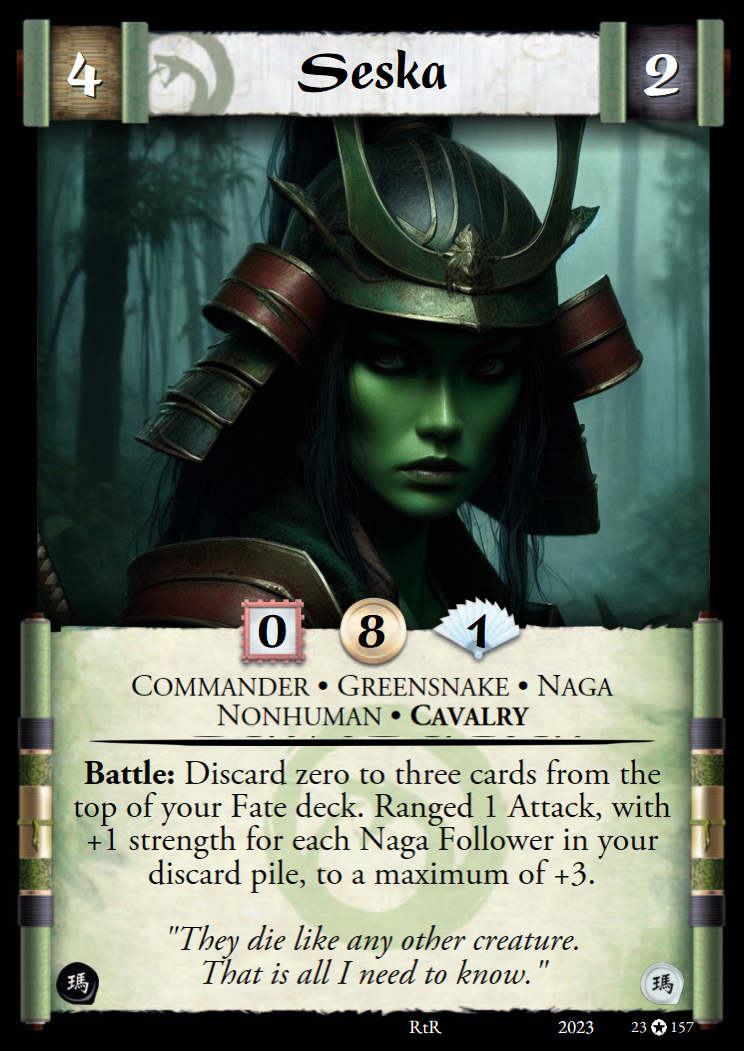 4 Seska 2
0 8 1
COMMANDER • GREENSNAKE • NAGA
NONHUMAN • CAVALRY
Battle: Discard zero to three cards from the
top of your Fate deck. Ranged 1 Attack, with
+1 strength for each Naga Follower in your
discard pile, to a maximum of +3.
"They die like any other creature.
That is all I need to know."
瑪 瑪
RtR 2023 23 ✪ 157